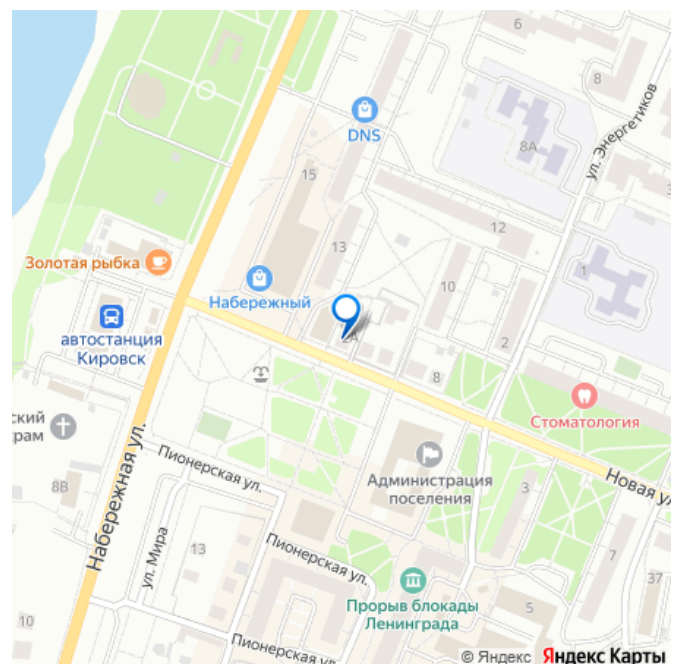 8
ул. Энергетиков
DNS
8А
15
12
13
Золотая рыбка
1
10
Набережный
автостанция
Кировск
2А
2
8
Стоматология
ский
рам
Администрация
поселения
Пионерская ул.
8В
3
Новая ул
Набережная ул.
ул. Мира
13
Пионерская ул.
7
37
Прорыв блокады
Ленинграда
5
10
Пионерская ул.
© Яндекс Яндекс Карты